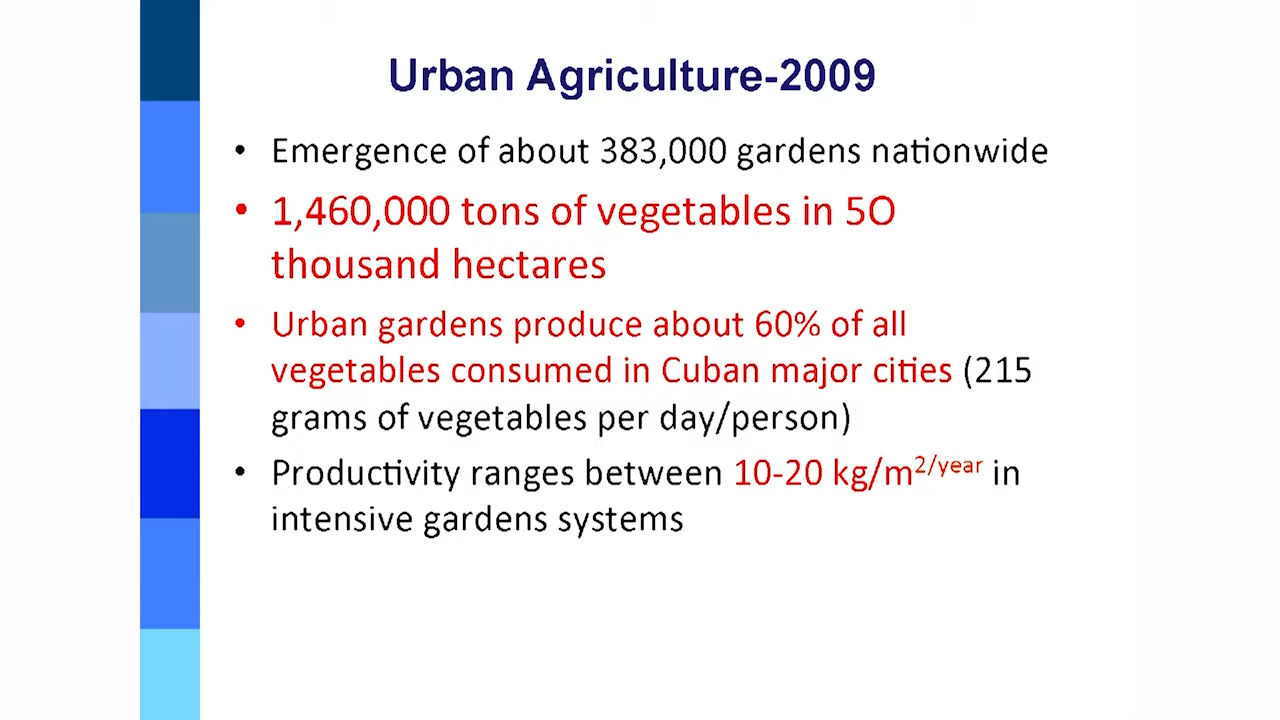 Urban Agriculture-2009
• Emergence of about 383,000 gardens nationwide
• 1,460,000 tons of vegetables in 5O
thousand hectares
• Urban gardens produce about 60% of all
vegetables consumed in Cuban major cities (215
grams of vegetables per day/person)
• Productivity ranges between 10-20 kg/m2/year in
intensive gardens systems